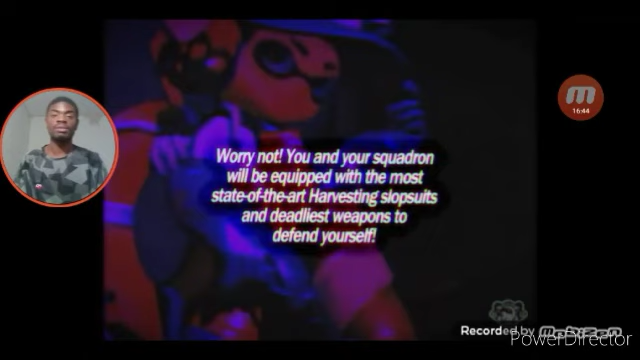 Worry not! You and your squadron
will be equipped with the most
state-of-the-art Harvesting slopsuits
and deadliest weapons to
defend yourself!
16:44
Recorded by Mobizen
PowerDirector